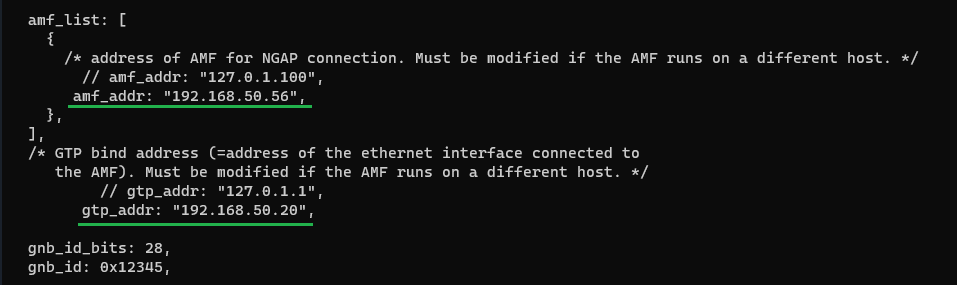 amf_list: [
{
/* address of AMF for NGAP connection. Must be modified if the AMF runs on a different host. */
// amf_addr: "127.0.1.100",
amf_addr: "192.168.50.56",
},
],
/* GTP bind address (=address of the ethernet interface connected to
the AMF). Must be modified if the AMF runs on a different host. */
// gtp_addr: "127.0.1.1",
gtp_addr: "192.168.50.20",
gnb_id_bits: 28,
gnb_id: 0x12345,